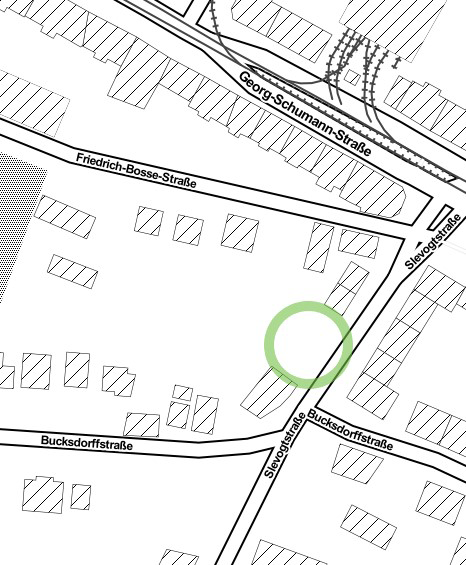 Georg-Schumann-Straße
Friedrich-Bosse-Straße
Slevogtstraße
Bucksdorffstraße
Slevogtstraße
Bucksdorffstraße